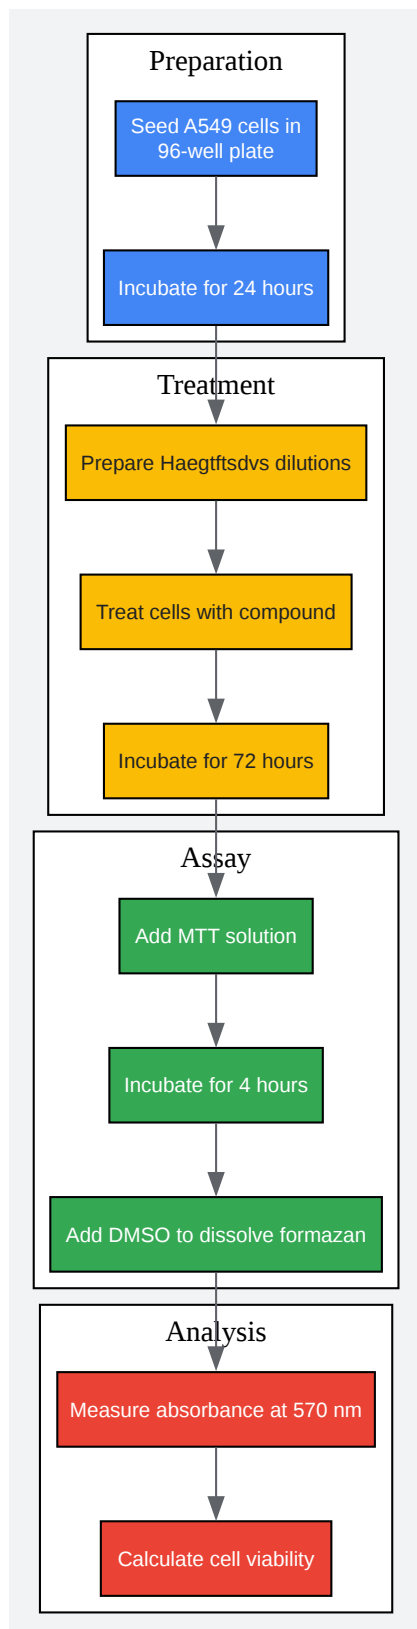 Preparation
Seed A549 cells in
96-well plate
Incubate for 24 hours
Treatment
Prepare Haegtftsdvs dilutions
Treat cells with compound
Incubate for 72 hours
Assay
Add MTT solution
Incubate for 4 hours
Add DMSO to dissolve formazan
Analysis
Measure absorbance at 570 nm
Calculate cell viability